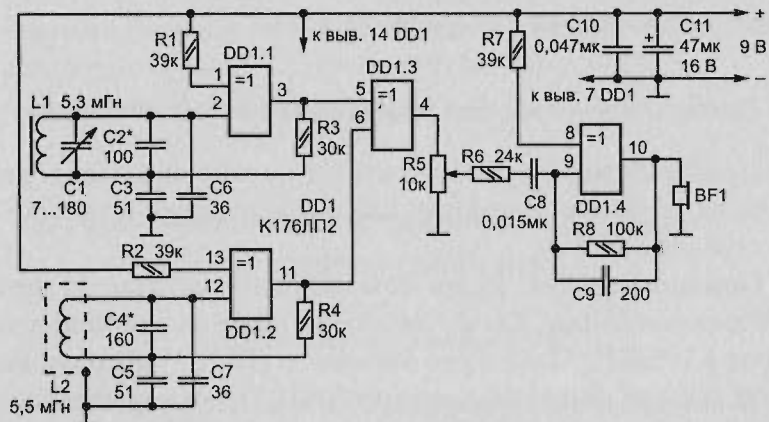 R1
39к
DD1.1
=1
1
2
3
к выв. 14 DD1
R7
39к
C10
0,047мк
C11
+
47мк
16 В
+
9 В
−
к выв. 7 DD1
L1
5,3 мГн
C2*
100
C1
7...180
C3
51
C6
36
R3
30к
DD1.3
=1
5
6
4
R5
10к
R6
24к
C8
0,015мк
8
9
=1
10
DD1.4
BF1
R8
100к
C9
200
DD1
К176ЛП2
R2
39к
13
12
=1
11
DD1.2
R4
30к
C4*
160
C5
51
C7
36
L2
5,5 мГн